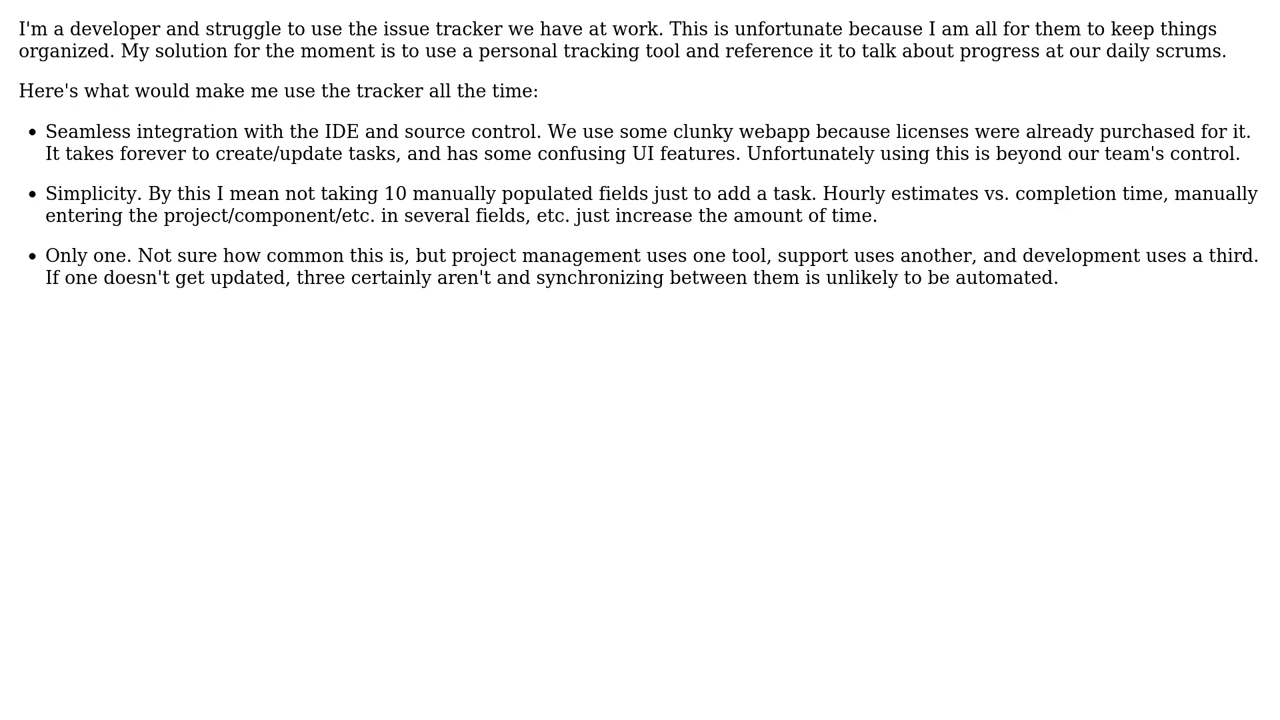 I'm a developer and struggle to use the issue tracker we have at work. This is unfortunate because I am all for them to keep things
organized. My solution for the moment is to use a personal tracking tool and reference it to talk about progress at our daily scrums.
Here's what would make me use the tracker all the time:
• Seamless integration with the IDE and source control. We use some clunky webapp because licenses were already purchased for it.
It takes forever to create/update tasks, and has some confusing UI features. Unfortunately using this is beyond our team's control.
• Simplicity. By this I mean not taking 10 manually populated fields just to add a task. Hourly estimates vs. completion time, manually
entering the project/component/etc. in several fields, etc. just increase the amount of time.
• Only one. Not sure how common this is, but project management uses one tool, support uses another, and development uses a third.
If one doesn't get updated, three certainly aren't and synchronizing between them is unlikely to be automated.